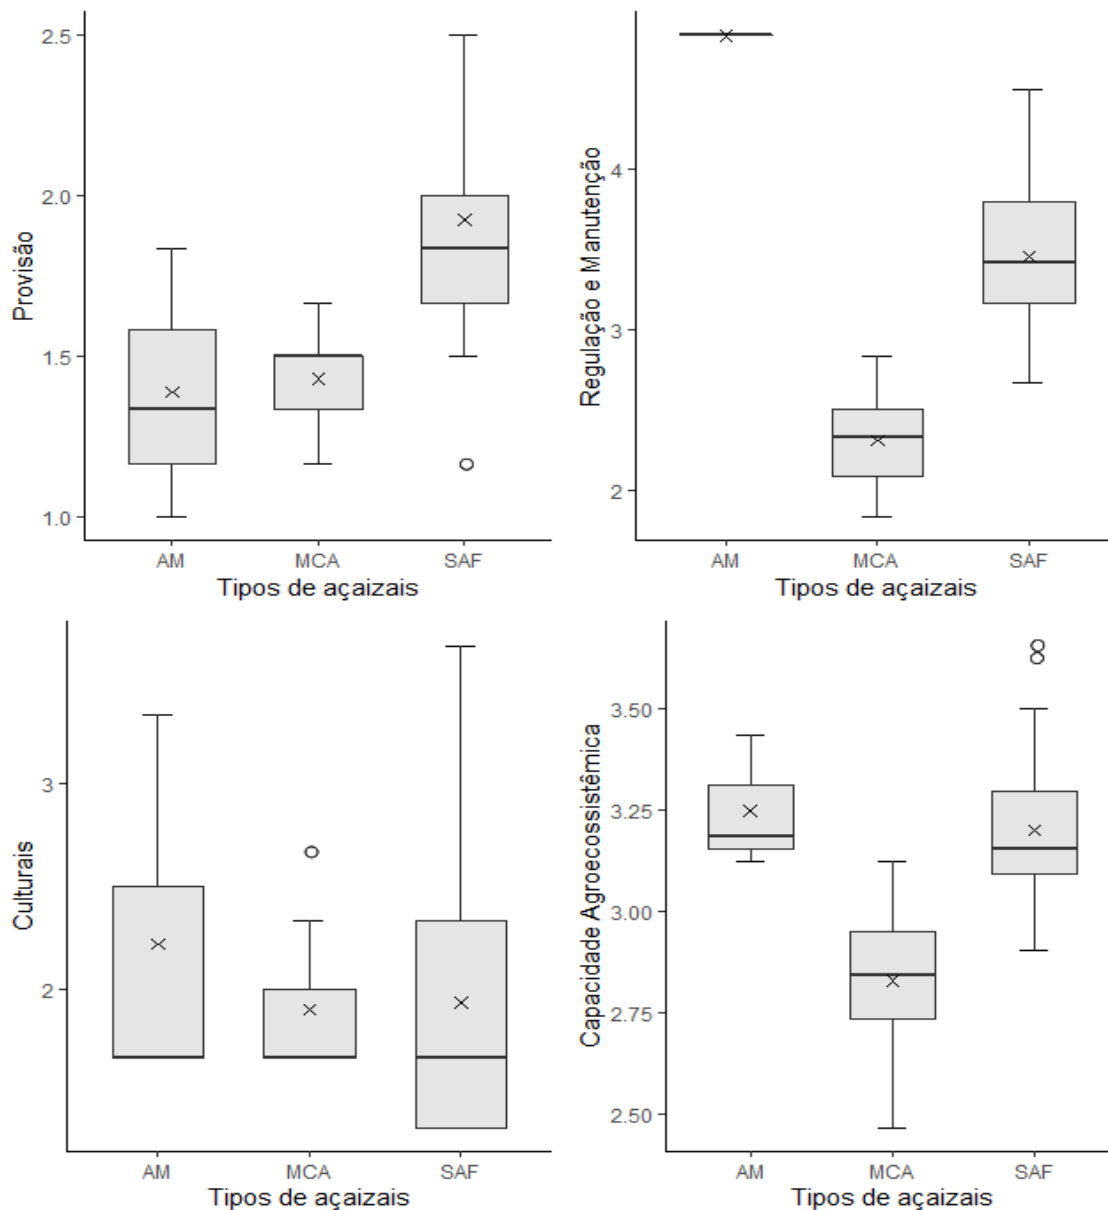 Provisão
2.5
2.0
1.5
1.0
AM MCA SAF
Tipos de açaizais
Regulação e Manutenção
4
3
2
AM MCA SAF
Tipos de açaizais
Culturais
3
2
AM MCA SAF
Tipos de açaizais
Capacidade Agroecossistêmica
3.50
3.25
3.00
2.75
2.50
AM MCA SAF
Tipos de açaizais